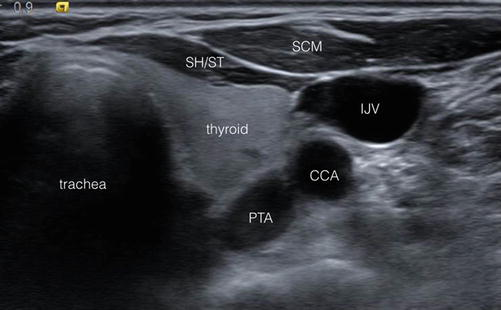 0.9
SCM
SH/ST
IJV
thyroid
CCA
trachea
PTA